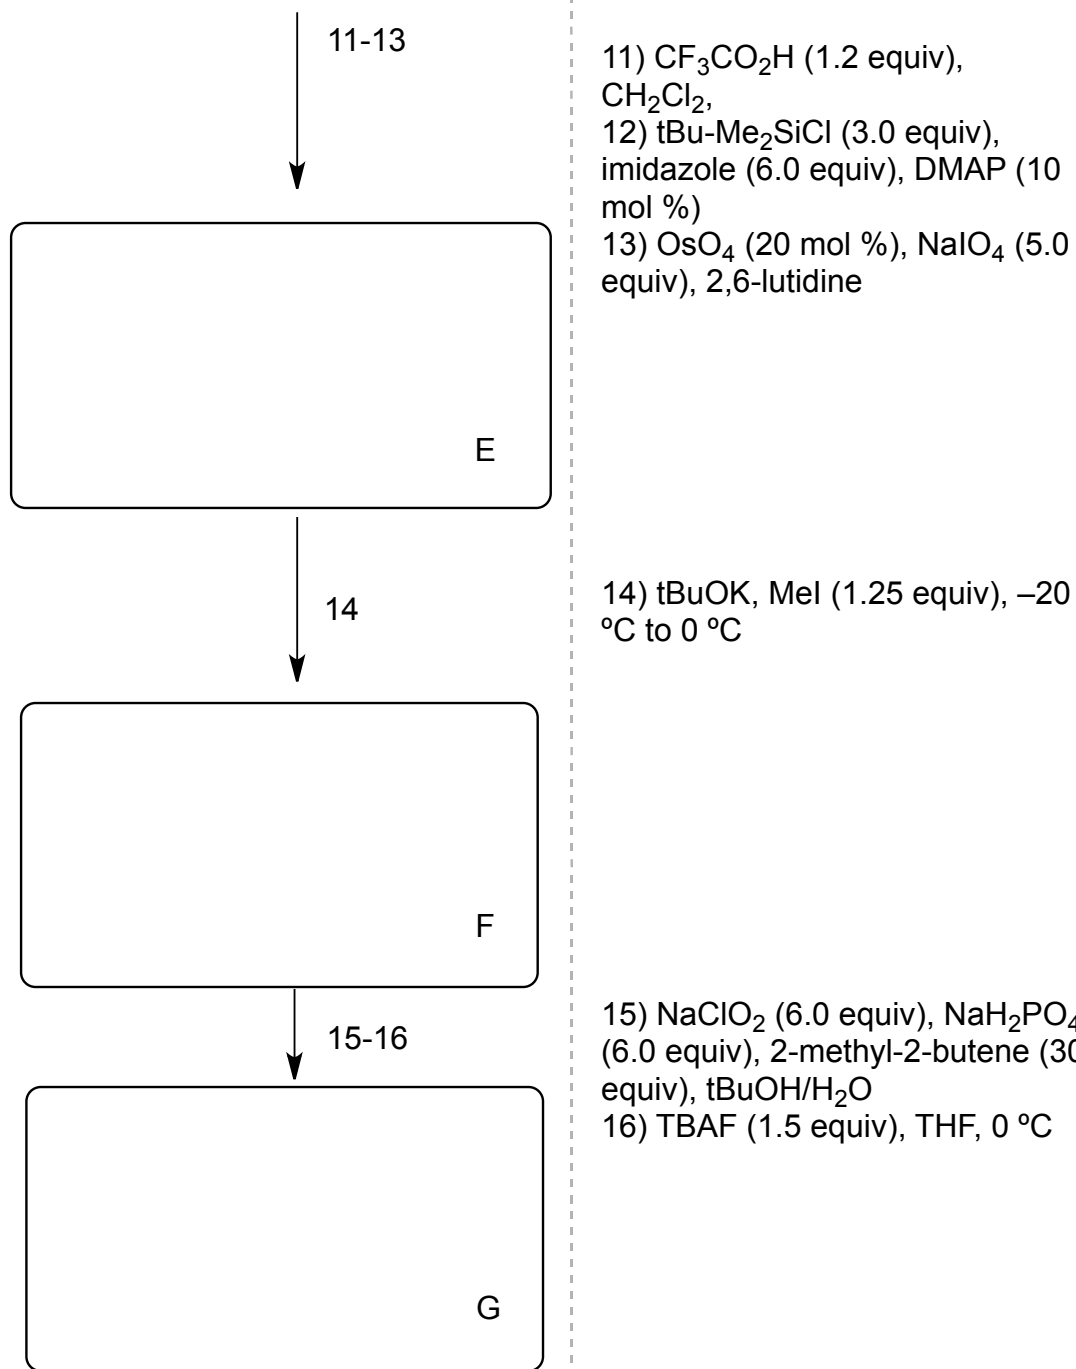 11-13
11) CF₃CO₂H (1.2 equiv),
CH₂Cl₂,
12) tBu-Me₂SiCl (3.0 equiv),
imidazole (6.0 equiv), DMAP (10
mol %)
13) OsO₄ (20 mol %), NaIO₄ (5.0
equiv), 2,6-lutidine
E
14
14) tBuOK, MeI (1.25 equiv), –20
ºC to 0 ºC
F
15-16
15) NaClO₂ (6.0 equiv), NaH₂PO₄
(6.0 equiv), 2-methyl-2-butene (30
equiv), tBuOH/H₂O
16) TBAF (1.5 equiv), THF, 0 ºC
G